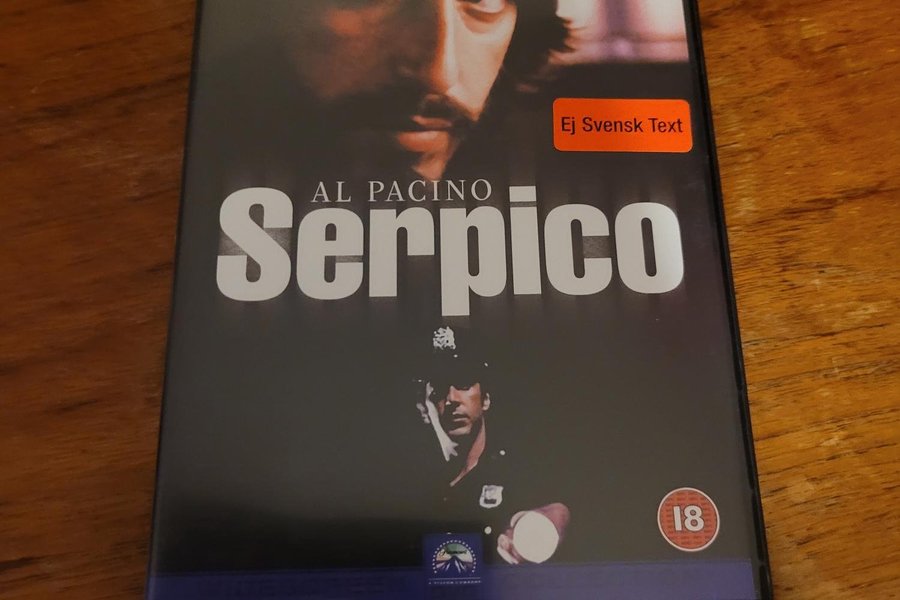 Ej Svensk Text
AL PACINO
Serpico
18